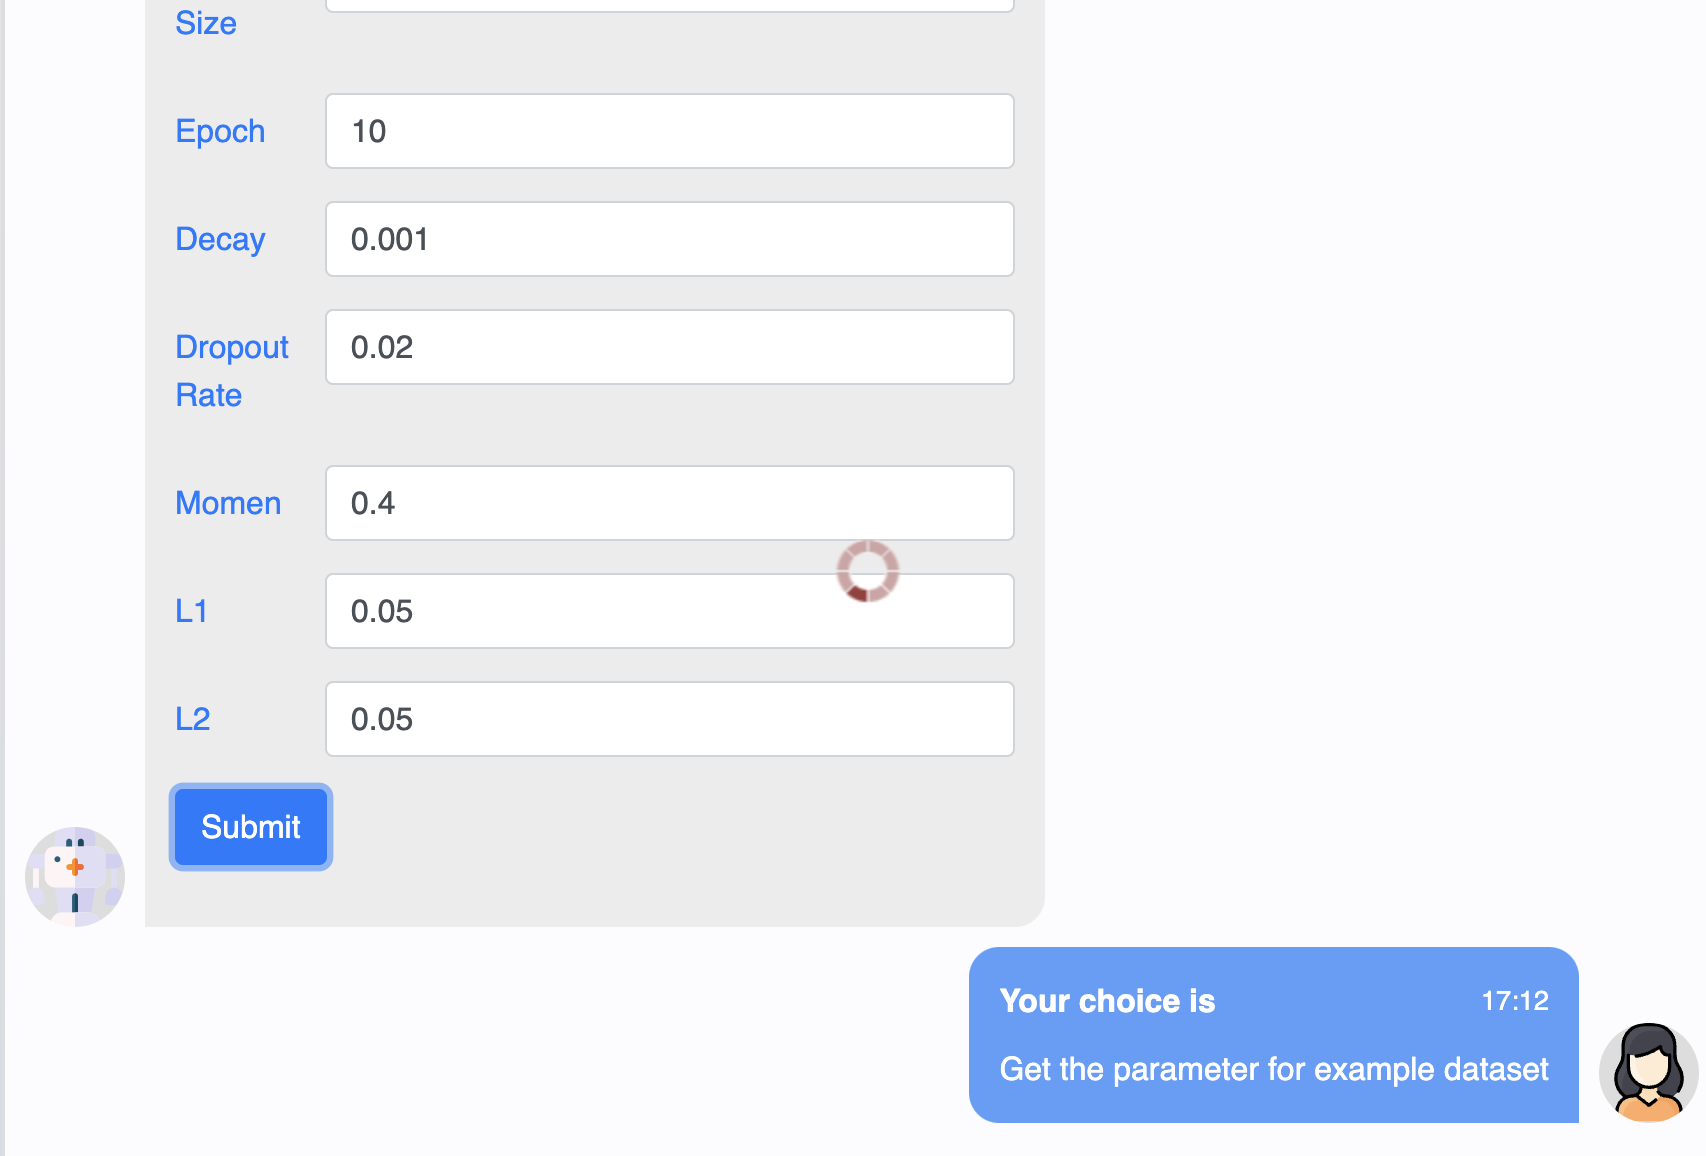 Size
Epoch 10
Decay 0.001
Dropout 0.02
Rate
Momen 0.4
L1 0.05
L2 0.05
Submit
Your choice is 17:12
Get the parameter for example dataset